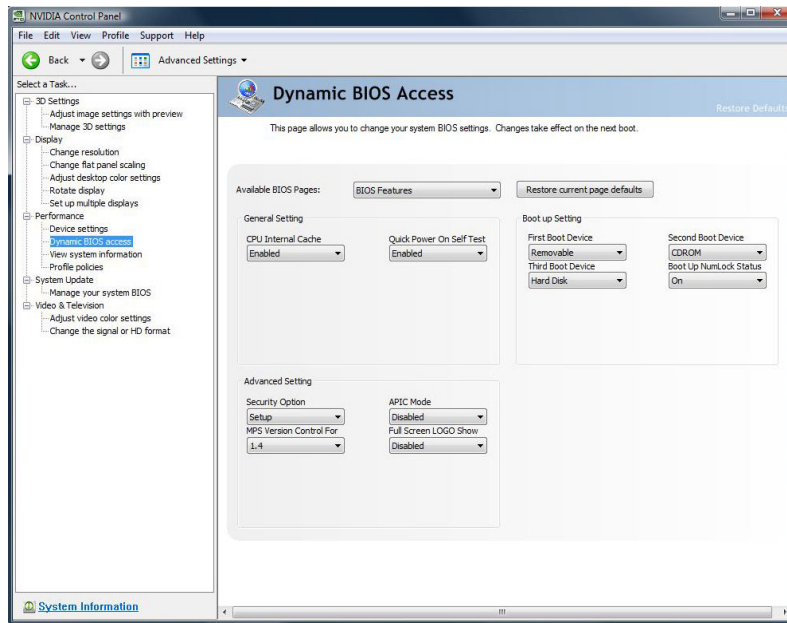 NVIDIA Control Panel
File Edit View Profile Support Help
Back Advanced Settings
Select a Task...
3D Settings
Adjust image settings with preview
Manage 3D settings
Display
Change resolution
Change flat panel scaling
Adjust desktop color settings
Rotate display
Set up multiple displays
Performance
Device settings
Dynamic BIOS access
View system information
Profile policies
System Update
Manage your system BIOS
Video & Television
Adjust video color settings
Change the signal or HD format
System Information
Dynamic BIOS Access
Restore Defaults
This page allows you to change your system BIOS settings. Changes take effect on the next boot.
Available BIOS Pages: BIOS Features Restore current page defaults
General Setting
CPU Internal Cache Quick Power On Self Test
Enabled Enabled
Boot up Setting
First Boot Device Second Boot Device
Removable CDROM
Third Boot Device Boot Up NumLock Status
Hard Disk On
Advanced Setting
Security Option APIC Mode
Setup Disabled
MPS Version Control For Full Screen LOGO Show
1.4 Disabled